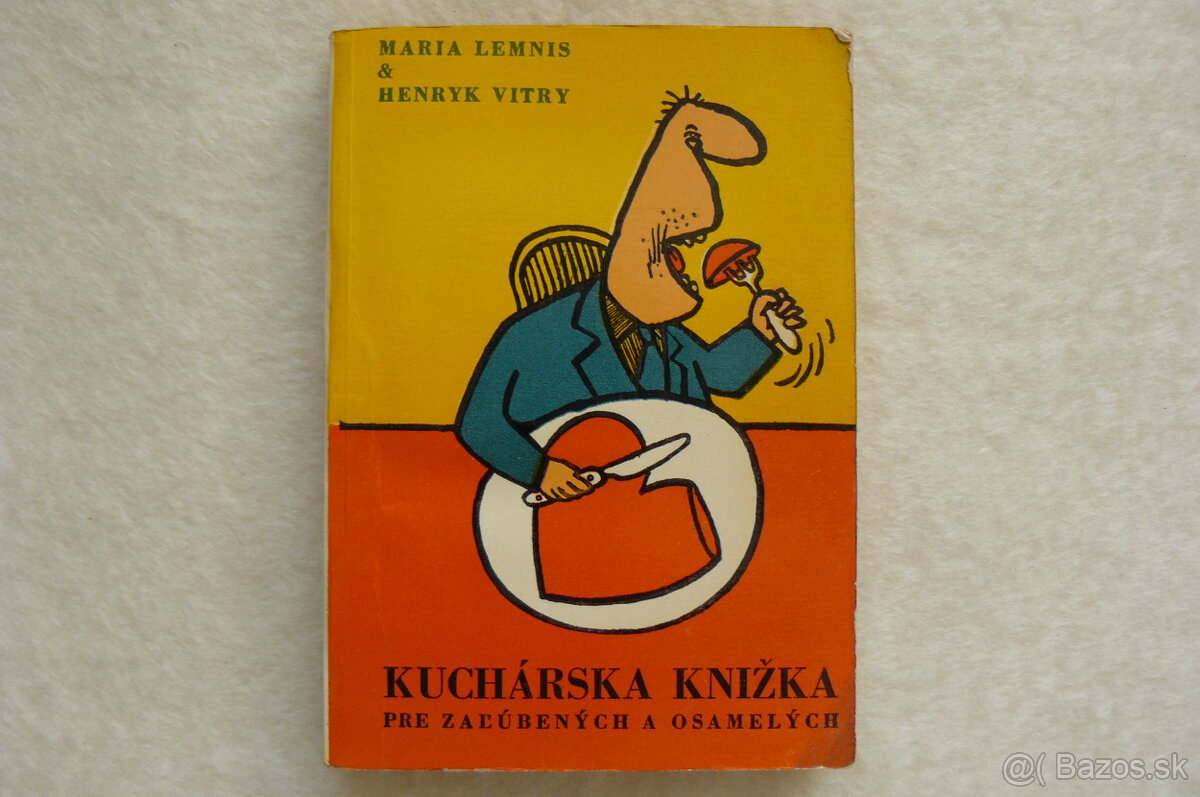 MARIA LEMNIS
&
HENRYK VITRY
KUCHÁRSKA KNIŽKA
PRE ZAĽÚBENÝCH A OSAMELÝCH
@( Bazos.sk